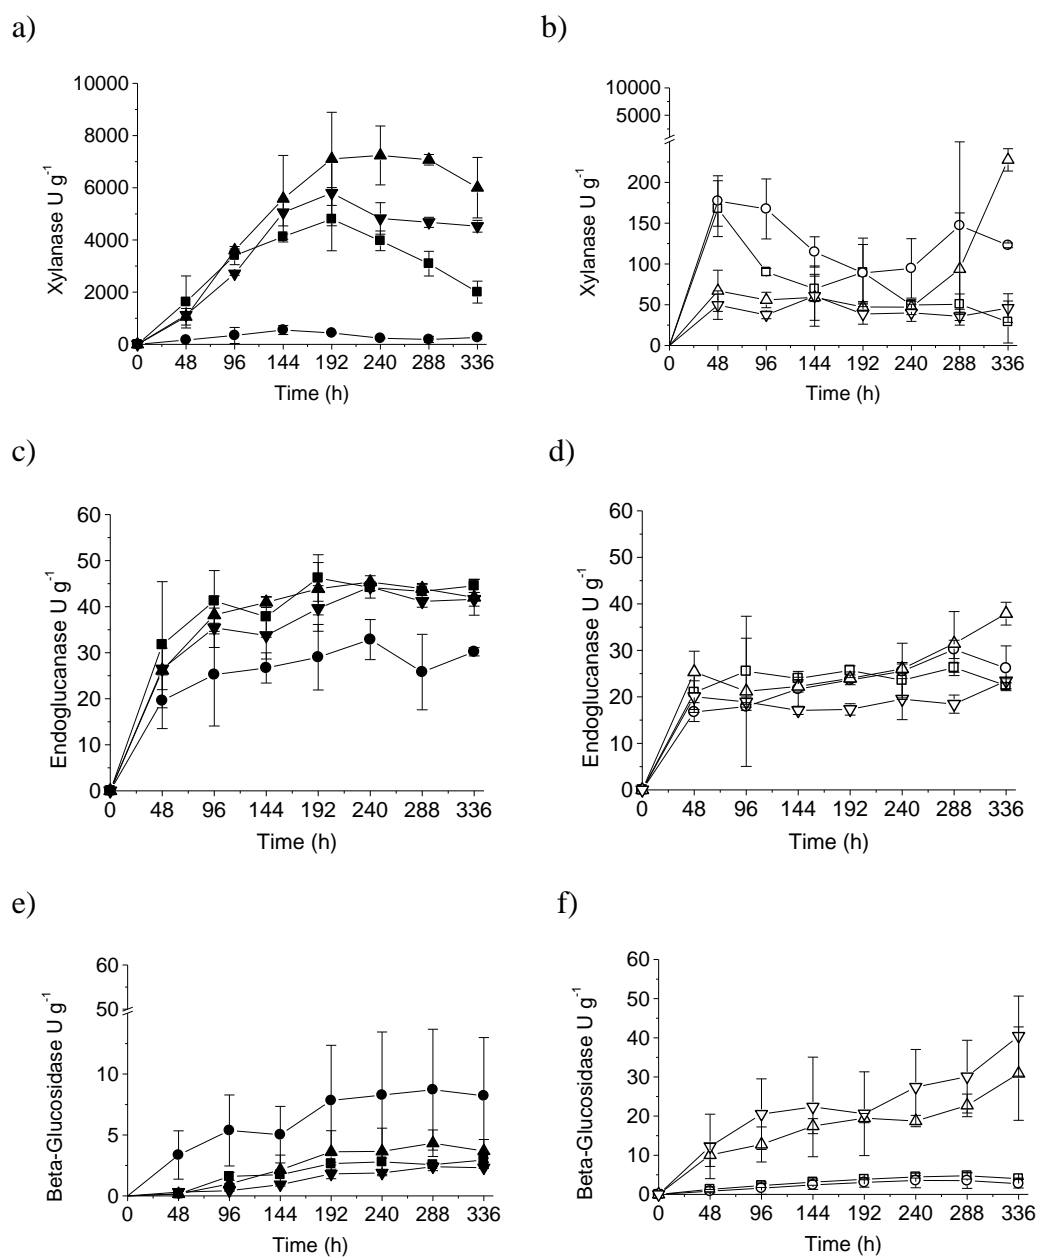 a)
b)
10000
8000
6000
4000
2000
0
Xylanase U g⁻¹
0 48 96 144 192 240 288 336
Time (h)
10000
5000
200
150
100
50
0
Xylanase U g⁻¹
0 48 96 144 192 240 288 336
Time (h)
c)
d)
60
50
40
30
20
10
0
Endoglucanase U g⁻¹
0 48 96 144 192 240 288 336
Time (h)
60
50
40
30
20
10
0
Endoglucanase U g⁻¹
0 48 96 144 192 240 288 336
Time (h)
e)
f)
60
50
10
5
0
Beta-Glucosidase U g⁻¹
0 48 96 144 192 240 288 336
Time (h)
60
50
40
30
20
10
0
Beta-Glucosidase U g⁻¹
0 48 96 144 192 240 288 336
Time (h)